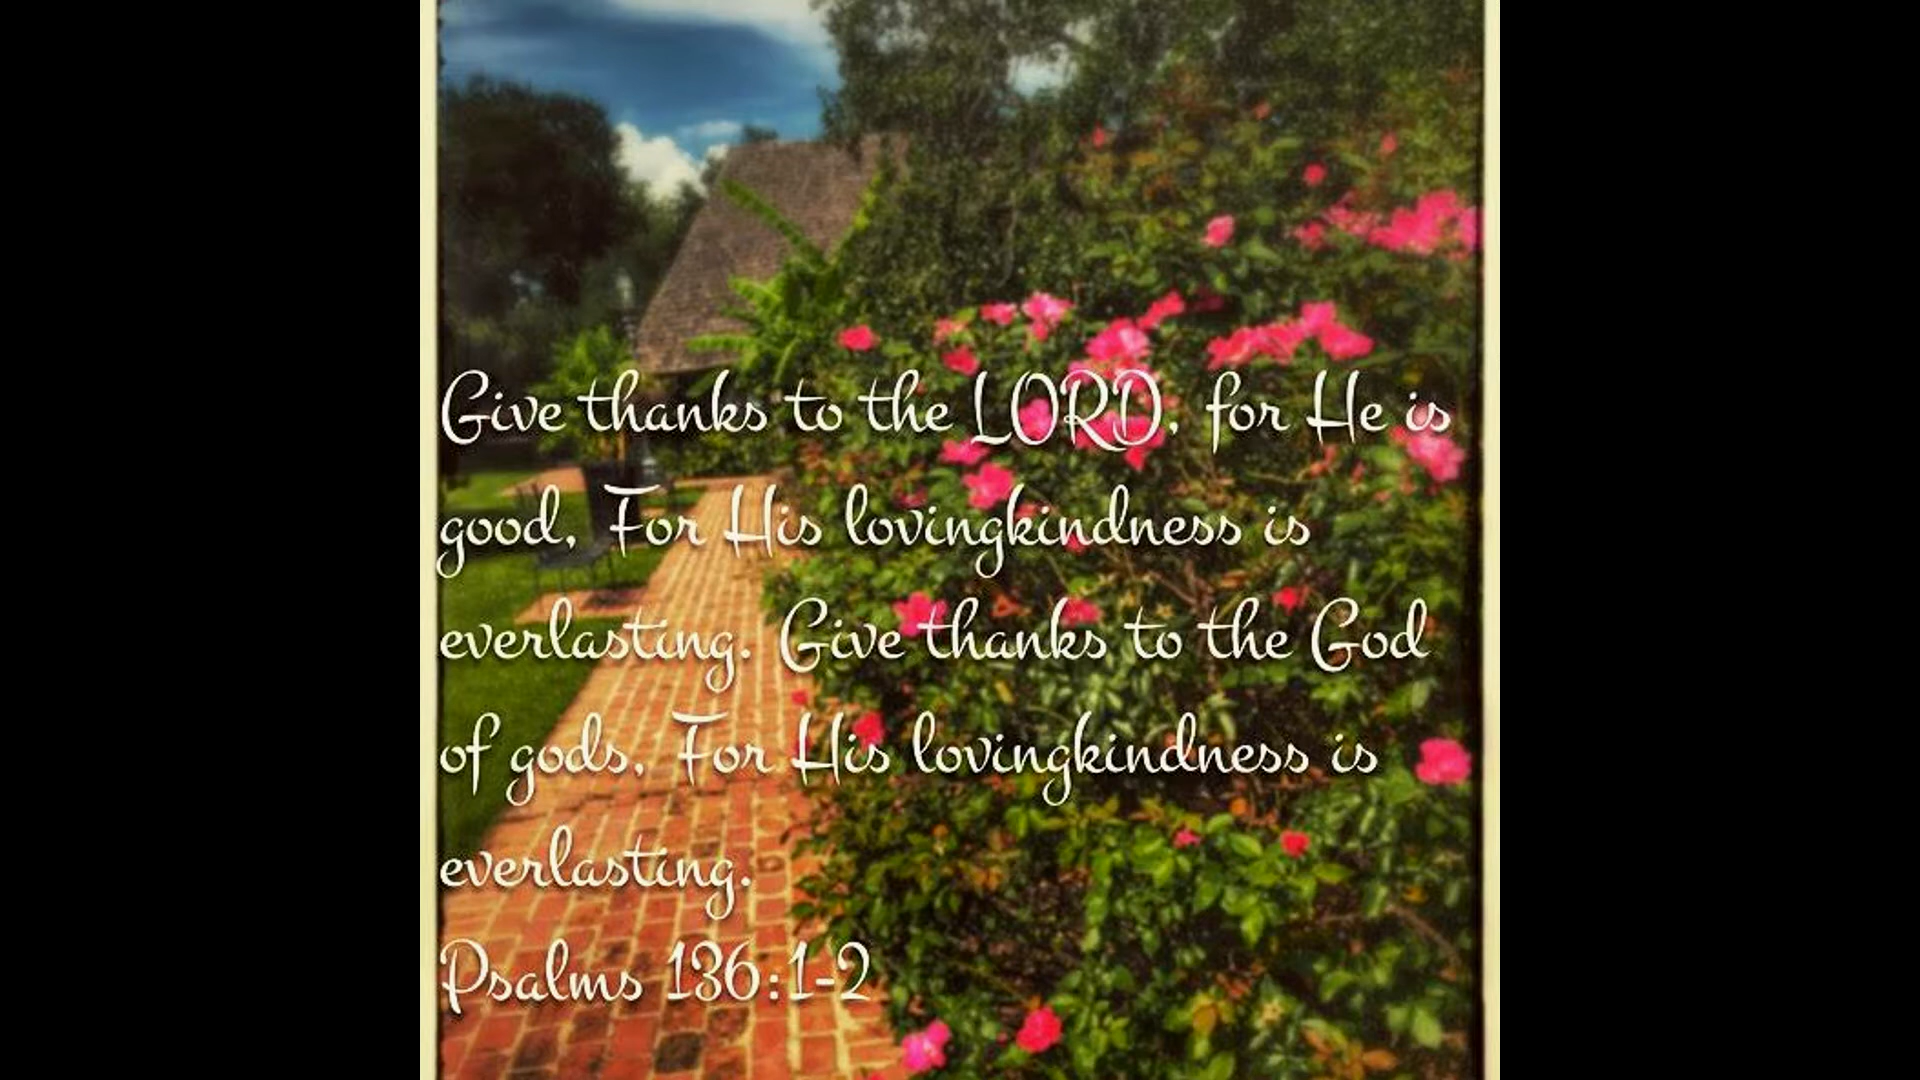 Give thanks to the LORD, for He is
good, For His lovingkindness is
everlasting. Give thanks to the God
of gods, For His lovingkindness is
everlasting.
Psalms 136:1-2